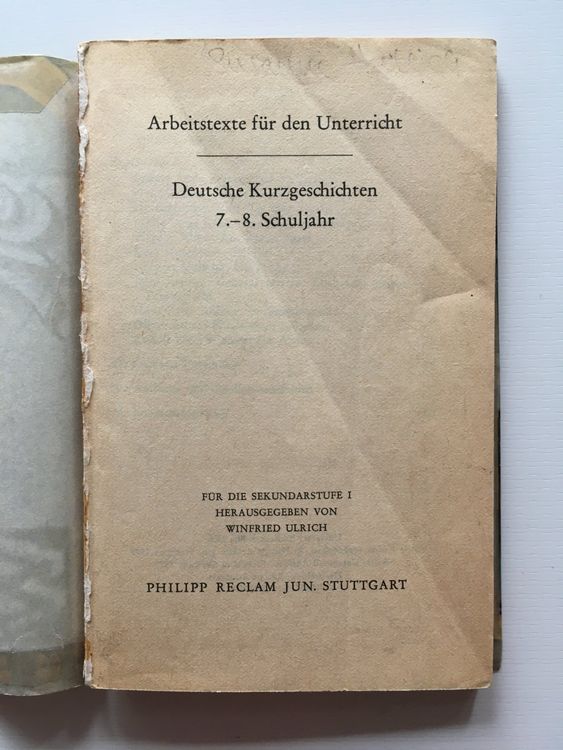 Arbeitstexte für den Unterricht
Deutsche Kurzgeschichten
7.–8. Schuljahr
FÜR DIE SEKUNDARSTUFE I
HERAUSGEGEBEN VON
WINFRIED ULRICH
PHILIPP RECLAM JUN. STUTTGART